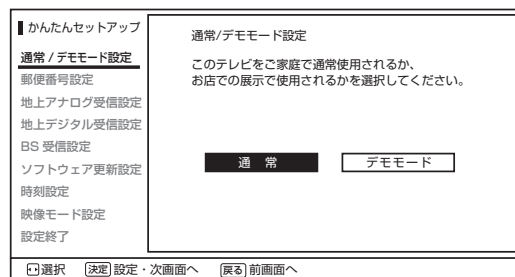 かんたんセットアップ
通常 / デモモード設定
郵便番号設定
地上アナログ受信設定
地上デジタル受信設定
BS 受信設定
ソフトウェア更新設定
時刻設定
映像モード設定
設定終了
通常/デモモード設定
このテレビをご家庭で通常使用されるか、
お店での展示で使用されるかを選択してください。
通 常
デモモード
選択 決定 設定・次画面へ 戻る 前画面へ